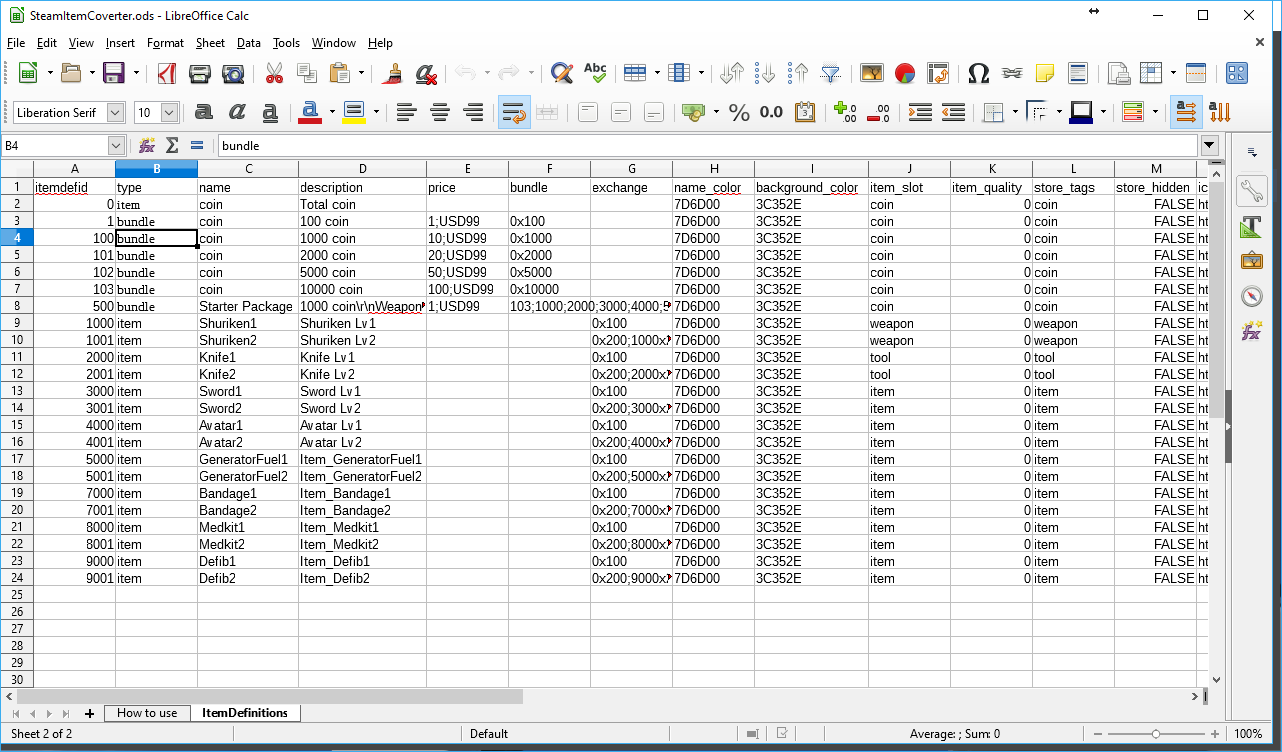 SteamItemCoverter.ods - LibreOffice Calc
File Edit View Insert Format Sheet Data Tools Window Help
Abc
Liberation Serif 10 a a a a % 0.0
B4 bundle
A B C D E F G H I J K L M
1 itemdefid type name description price bundle exchange name_color background_color item_slot item_quality store_tags store_hidden ic
2 0 item coin Total coin 7D6D00 3C352E coin 0 coin FALSE ht
3 1 bundle coin 100 coin 1;USD99 0x100 7D6D00 3C352E coin 0 coin FALSE ht
4 100 bundle coin 1000 coin 10;USD99 0x1000 7D6D00 3C352E coin 0 coin FALSE ht
5 101 bundle coin 2000 coin 20;USD99 0x2000 7D6D00 3C352E coin 0 coin FALSE ht
6 102 bundle coin 5000 coin 50;USD99 0x5000 7D6D00 3C352E coin 0 coin FALSE ht
7 103 bundle coin 10000 coin 100;USD99 0x10000 7D6D00 3C352E coin 0 coin FALSE ht
8 500 bundle Starter Package 1000 coin\r\nWeapon 1;USD99 103;1000;2000;3000;4000;5 7D6D00 3C352E coin 0 coin FALSE ht
9 1000 item Shuriken1 Shuriken Lv1 0x100 7D6D00 3C352E weapon 0 weapon FALSE ht
10 1001 item Shuriken2 Shuriken Lv2 0x200;1000x 7D6D00 3C352E weapon 0 weapon FALSE ht
11 2000 item Knife1 Knife Lv1 0x100 7D6D00 3C352E tool 0 tool FALSE ht
12 2001 item Knife2 Knife Lv2 0x200;2000x 7D6D00 3C352E tool 0 tool FALSE ht
13 3000 item Sword1 Sword Lv1 0x100 7D6D00 3C352E item 0 item FALSE ht
14 3001 item Sword2 Sword Lv2 0x200;3000x 7D6D00 3C352E item 0 item FALSE ht
15 4000 item Avatar1 Avatar Lv1 0x100 7D6D00 3C352E item 0 item FALSE ht
16 4001 item Avatar2 Avatar Lv2 0x200;4000x 7D6D00 3C352E item 0 item FALSE ht
17 5000 item GeneratorFuel1 Item_GeneratorFuel1 0x100 7D6D00 3C352E item 0 item FALSE ht
18 5001 item GeneratorFuel2 Item_GeneratorFuel2 0x200;5000x 7D6D00 3C352E item 0 item FALSE ht
19 7000 item Bandage1 Item_Bandage1 0x100 7D6D00 3C352E item 0 item FALSE ht
20 7001 item Bandage2 Item_Bandage2 0x200;7000x 7D6D00 3C352E item 0 item FALSE ht
21 8000 item Medkit1 Item_Medkit1 0x100 7D6D00 3C352E item 0 item FALSE ht
22 8001 item Medkit2 Item_Medkit2 0x200;8000x 7D6D00 3C352E item 0 item FALSE ht
23 9000 item Defib1 Item_Defib1 0x100 7D6D00 3C352E item 0 item FALSE ht
24 9001 item Defib2 Item_Defib2 0x200;9000x 7D6D00 3C352E item 0 item FALSE ht
25
26
27
28
29
30
How to use ItemDefinitions
Sheet 2 of 2 Default Average: ; Sum: 0 100%